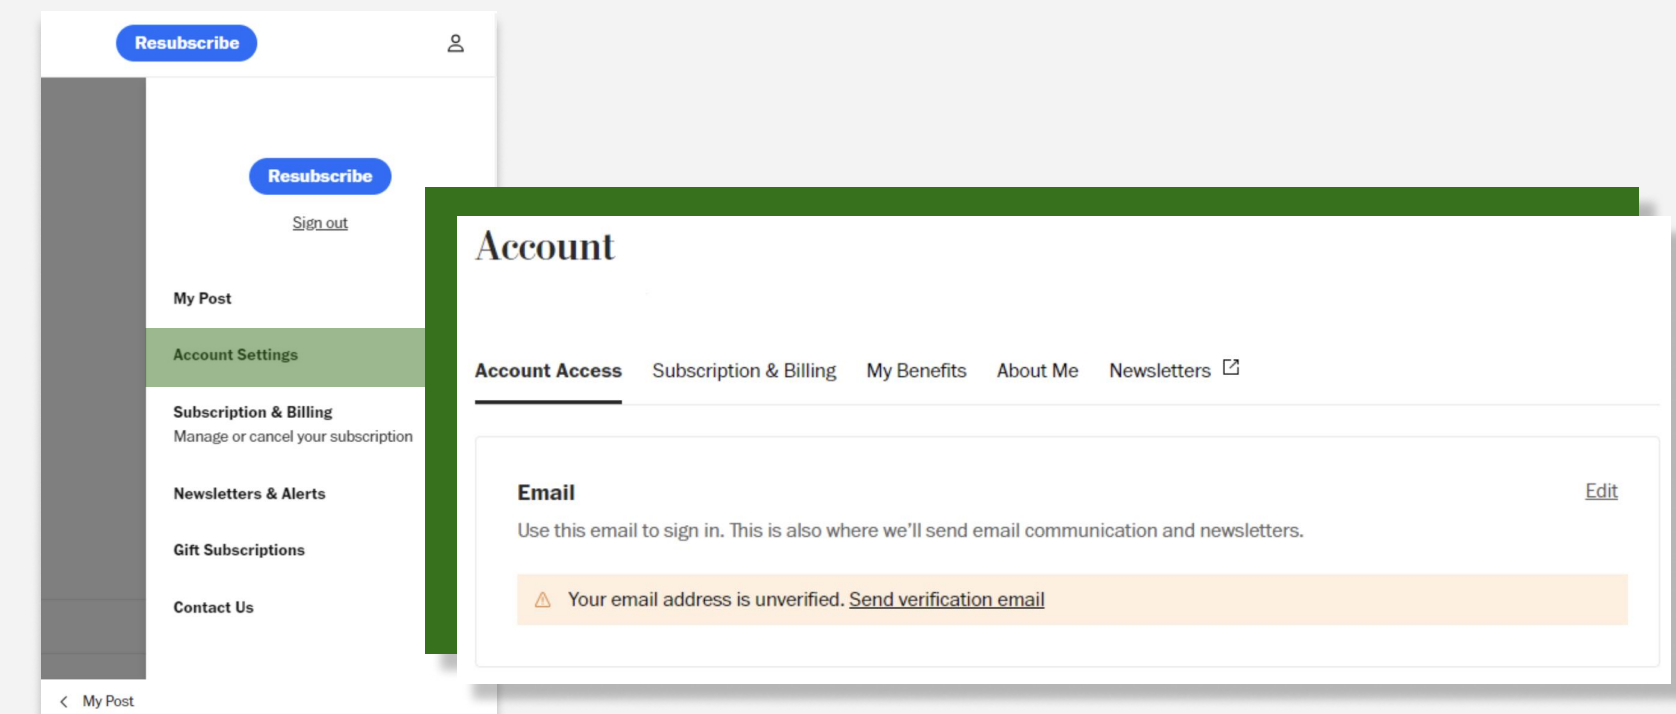 Resubscribe
Resubscribe
Sign out
My Post
Account Settings
Subscription & Billing
Manage or cancel your subscription
Newsletters & Alerts
Gift Subscriptions
Contact Us
My Post
Account
Account Access Subscription & Billing My Benefits About Me Newsletters
Email Edit
Use this email to sign in. This is also where we’ll send email communication and newsletters.
Your email address is unverified. Send verification email